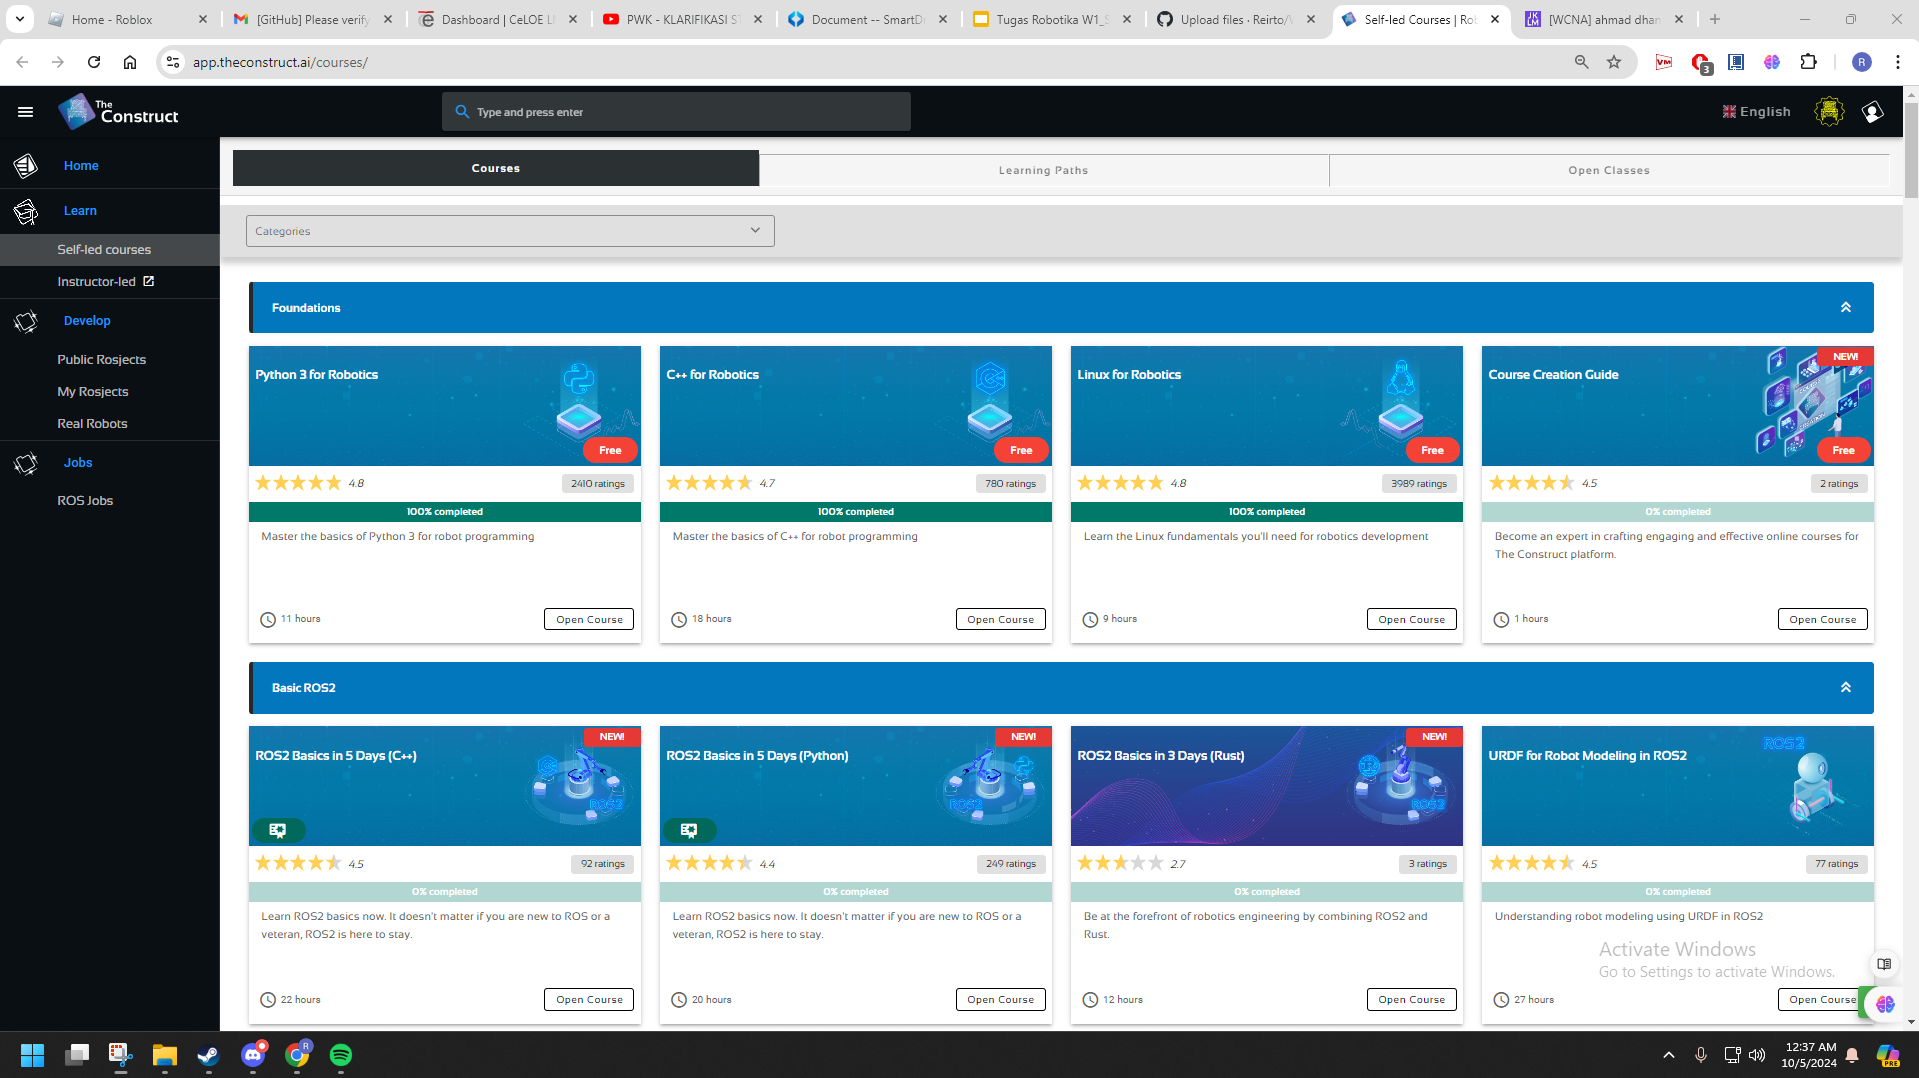 Home - Roblox
[GitHub] Please verify
Dashboard | CeLOE LM
PWK - KLARIFIKASI ST
Document -- SmartDr
Tugas Robotika W1_S
Upload files · Reirto/
Self-led Courses | Rob
[WCNA] ahmad dhan
app.theconstruct.ai/courses/
VM
3
R
The Construct
Type and press enter
English
Home
Learn
Self-led courses
Instructor-led
Develop
Public Rosjects
My Rosjects
Real Robots
Jobs
ROS Jobs
Courses
Learning Paths
Open Classes
Categories
Foundations
Python 3 for Robotics
Free
4.8
2410 ratings
100% completed
Master the basics of Python 3 for robot programming
11 hours
Open Course
C++ for Robotics
Free
4.7
780 ratings
100% completed
Master the basics of C++ for robot programming
18 hours
Open Course
Linux for Robotics
Free
4.8
3989 ratings
100% completed
Learn the Linux fundamentals you'll need for robotics development
9 hours
Open Course
NEW!
Course Creation Guide
Free
4.5
2 ratings
0% completed
Become an expert in crafting engaging and effective online courses for
The Construct platform.
1 hours
Open Course
Basic ROS2
NEW!
ROS2 Basics in 5 Days (C++)
ROS2
4.5
92 ratings
0% completed
Learn ROS2 basics now. It doesn't matter if you are new to ROS or a
veteran, ROS2 is here to stay.
22 hours
Open Course
NEW!
ROS2 Basics in 5 Days (Python)
ROS2
4.4
249 ratings
0% completed
Learn ROS2 basics now. It doesn't matter if you are new to ROS or a
veteran, ROS2 is here to stay.
20 hours
Open Course
NEW!
ROS2 Basics in 3 Days (Rust)
ROS2
2.7
3 ratings
0% completed
Be at the forefront of robotics engineering by combining ROS2 and
Rust.
12 hours
Open Course
ROS2
URDF for Robot Modeling in ROS2
4.5
77 ratings
0% completed
Understanding robot modeling using URDF in ROS2
27 hours
Open Course
Activate Windows
Go to Settings to activate Windows.
R
12:37 AM
10/5/2024
PRE